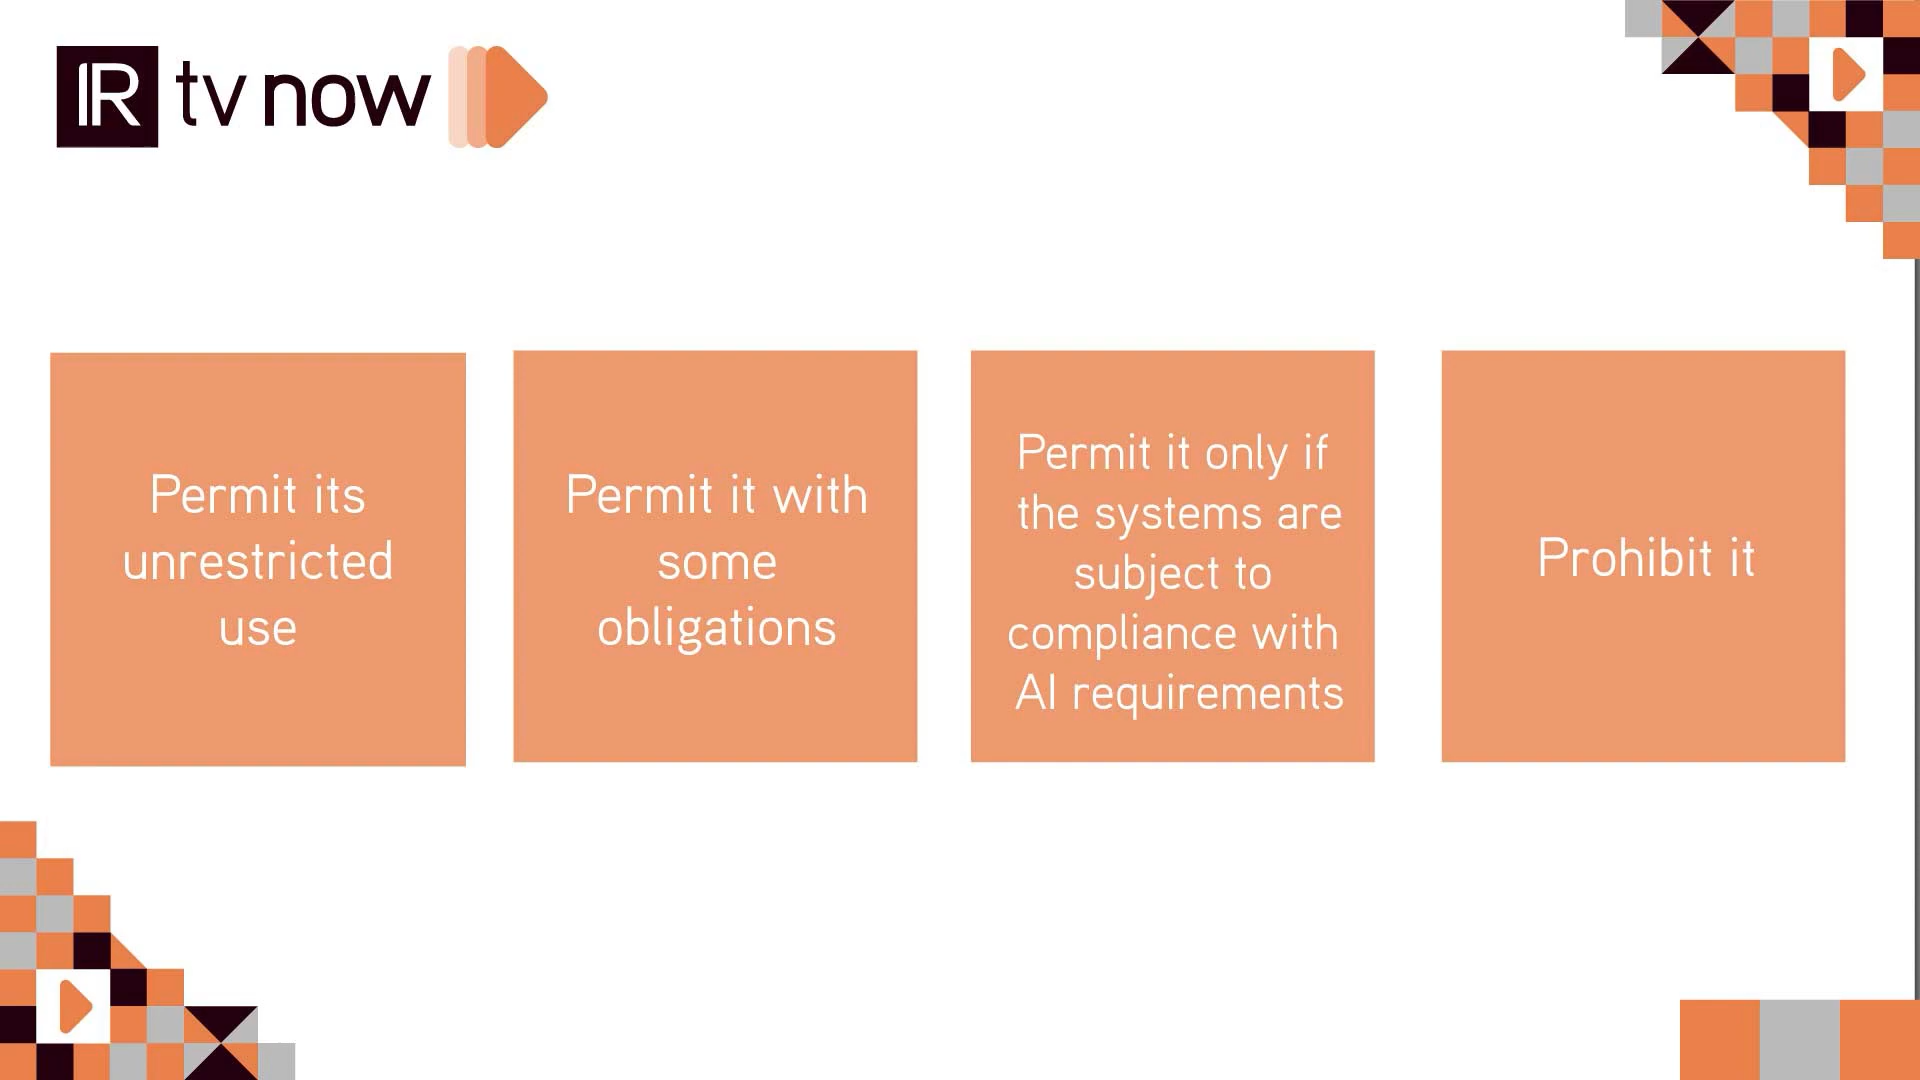 IR tv now
Permit its
unrestricted
use
Permit it with
some
obligations
Permit it only if
the systems are
subject to
compliance with
AI requirements
Prohibit it